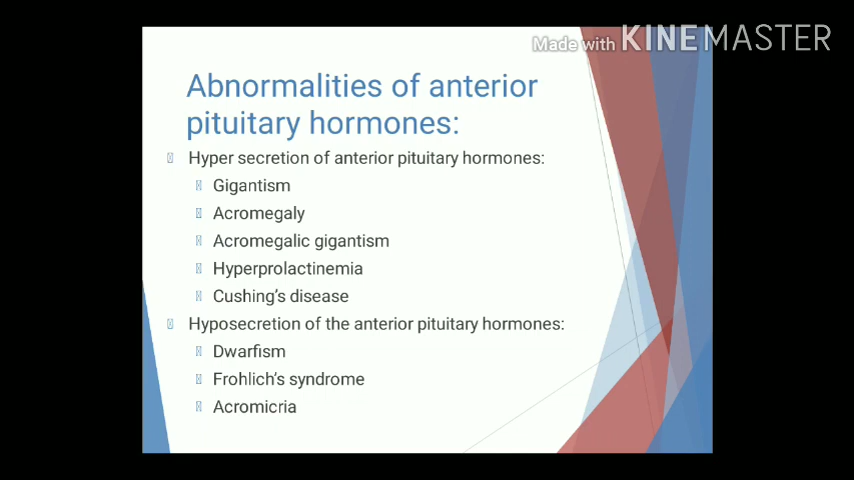 Made with KINEMASTER
Abnormalities of anterior
pituitary hormones:
Hyper secretion of anterior pituitary hormones:
Gigantism
Acromegaly
Acromegalic gigantism
Hyperprolactinemia
Cushing's disease
Hyposecretion of the anterior pituitary hormones:
Dwarfism
Frohlich's syndrome
Acromicria